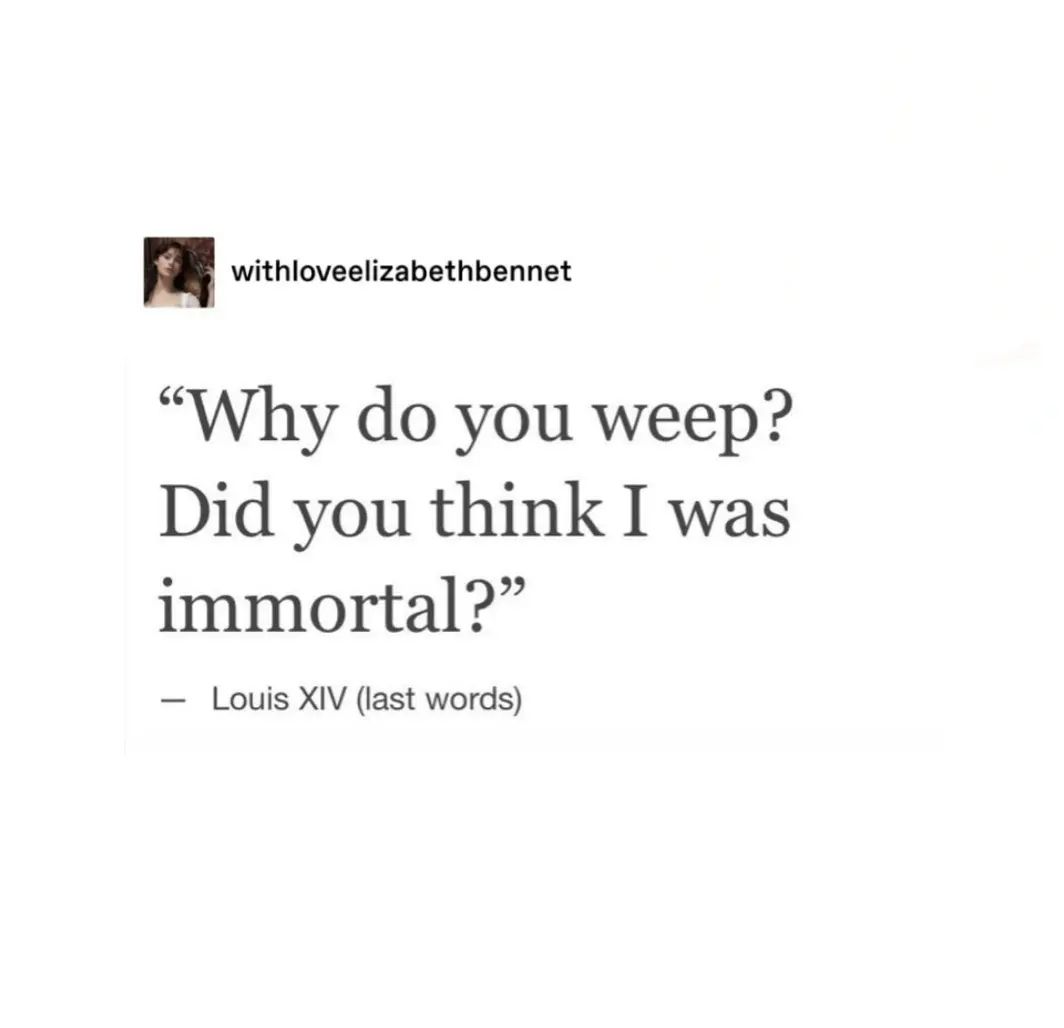 withloveelizabethbennet
“Why do you weep?
Did you think I was
immortal?”
— Louis XIV (last words)